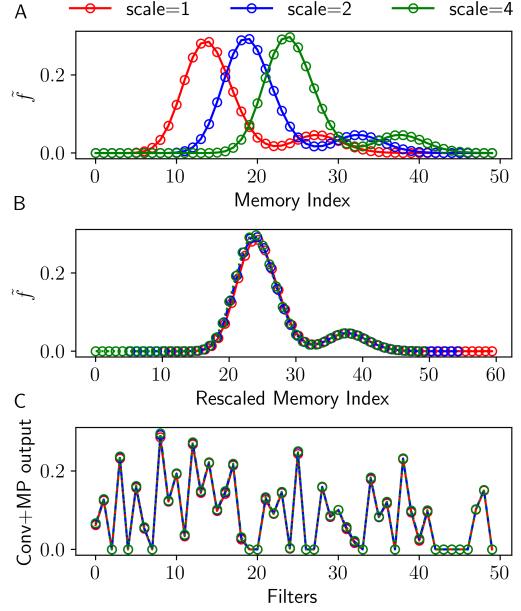 A
scale=1 scale=2 scale=4
0.2
0.0
f̃
0 10 20 30 40 50
Memory Index
B
0.2
0.0
f̃
0 10 20 30 40 50 60
Rescaled Memory Index
C
0.2
0.0
Conv+MP output
0 10 20 30 40 50
Filters